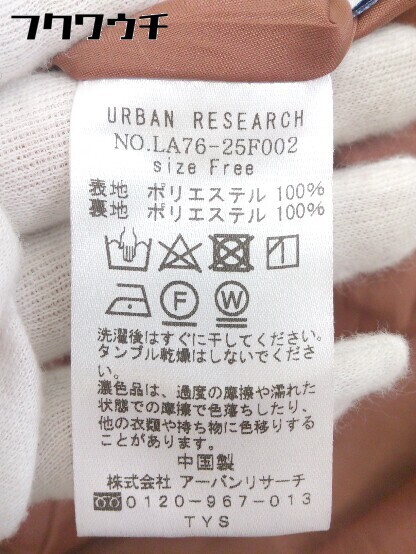 フクワウチ
URBAN RESEARCH
NO.LA76-25F002
size Free
表地 ポリエステル 100%
裏地 ポリエステル 100%
F W
洗濯後はすぐに干してください。
タンブル乾燥はしないでくださ
い。
濃色品は、過度の摩擦や濡れた
状態での摩擦で色落ちしたり、
他の衣類や持ち物に色移りする
ことがあります。
中国製
株式会社 アーバンリサーチ
0120-967-013
TYS